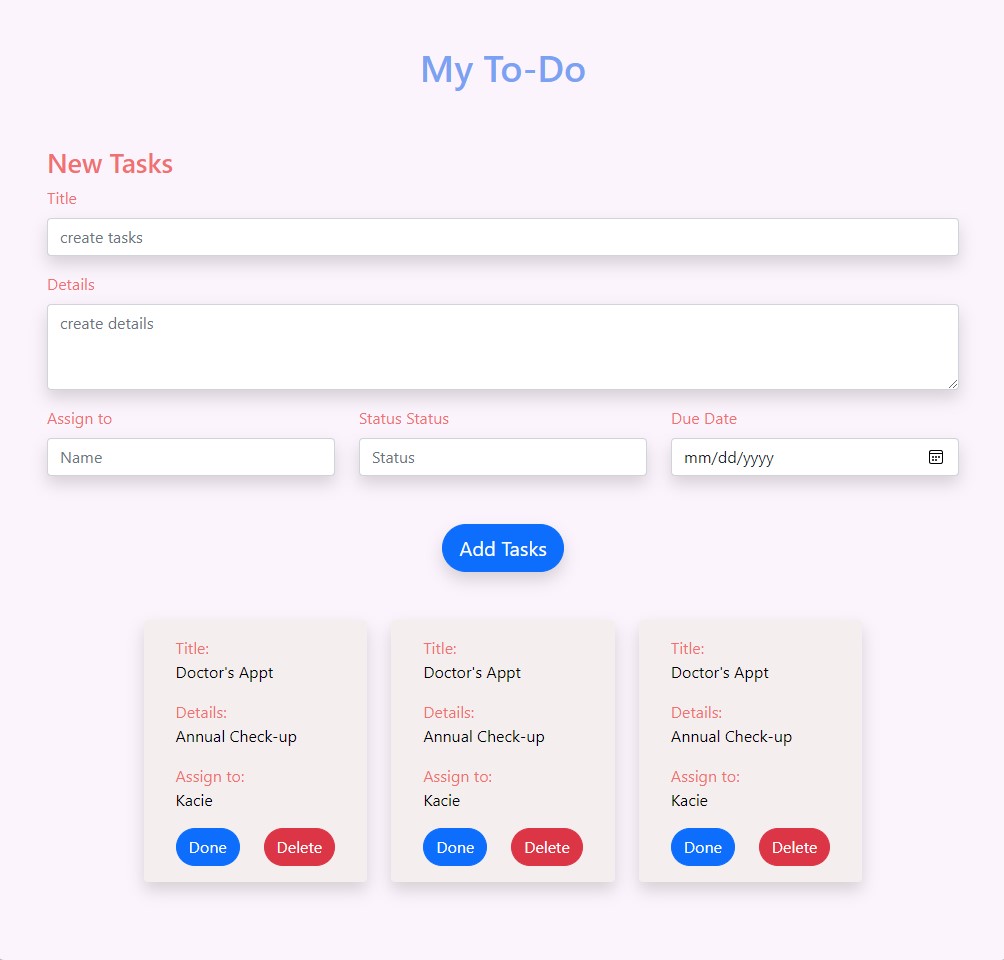 My To-Do
New Tasks
Title
create tasks
Details
create details
Assign to Status Status Due Date
Name Status mm/dd/yyyy
Add Tasks
Title:
Doctor's Appt
Details:
Annual Check-up
Assign to:
Kacie
Done Delete
Title:
Doctor's Appt
Details:
Annual Check-up
Assign to:
Kacie
Done Delete
Title:
Doctor's Appt
Details:
Annual Check-up
Assign to:
Kacie
Done Delete